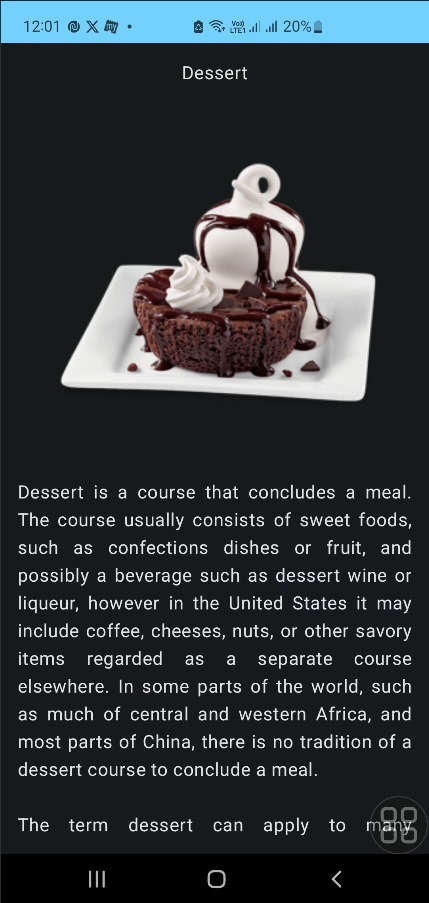 12:01 Vo) LTE1 20%
Dessert
Dessert is a course that concludes a meal.
The course usually consists of sweet foods,
such as confections dishes or fruit, and
possibly a beverage such as dessert wine or
liqueur, however in the United States it may
include coffee, cheeses, nuts, or other savory
items regarded as a separate course
elsewhere. In some parts of the world, such
as much of central and western Africa, and
most parts of China, there is no tradition of a
dessert course to conclude a meal.
The term dessert can apply to many